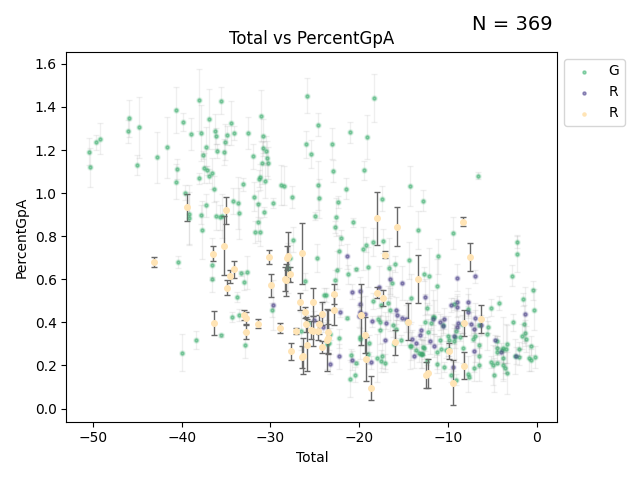 N = 369
Total vs PercentGpA
G
R
R
PercentGpA
1.6
1.4
1.2
1.0
0.8
0.6
0.4
0.2
0.0
−50 −40 −30 −20 −10 0
Total